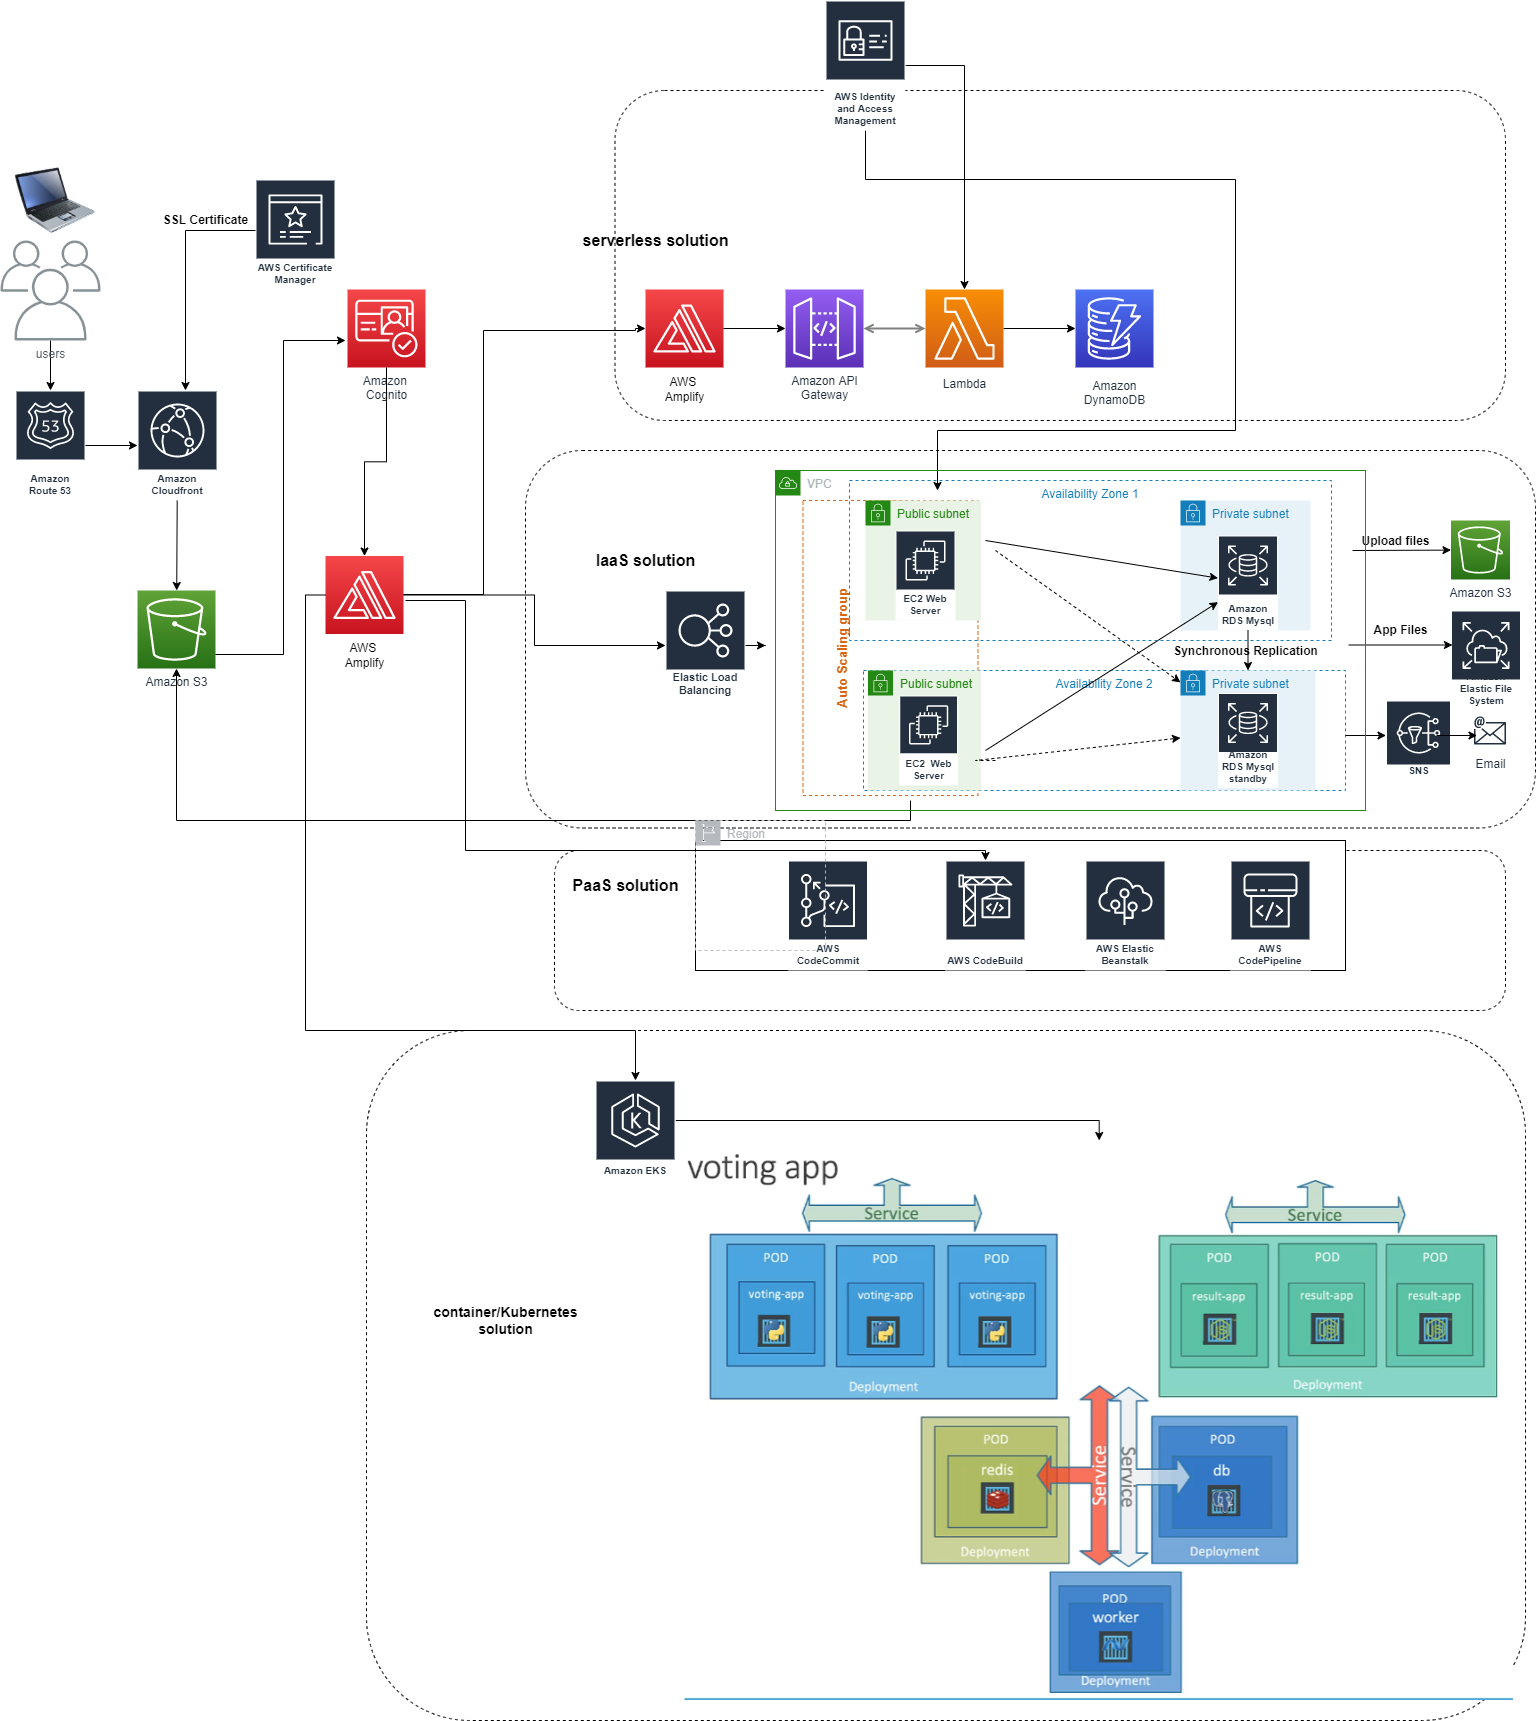 AWS Identity
and Access
Management
SSL Certificate
AWS Certificate
Manager
users
53
Amazon
Route 53
Amazon
Cloudfront
Amazon
Cognito
Amazon S3
AWS
Amplify
serverless solution
AWS
Amplify
Amazon API
Gateway
Lambda
Amazon
DynamoDB
IaaS solution
Elastic Load
Balancing
VPC
Auto Scaling group
Availability Zone 1
Public subnet
EC2 Web
Server
Private subnet
Amazon
RDS Mysql
Synchronous Replication
Availability Zone 2
Public subnet
EC2 Web
Server
Private subnet
Amazon
RDS Mysql
standby
Upload files
Amazon S3
App Files
Elastic File
System
SNS
@
Email
Region
PaaS solution
AWS
CodeCommit
AWS CodeBuild
AWS Elastic
Beanstalk
AWS
CodePipeline
K
Amazon EKS
container/Kubernetes
solution
voting app
Service
POD
voting-app
POD
voting-app
POD
voting-app
Deployment
Service
POD
result-app
POD
result-app
POD
result-app
Deployment
POD
redis
Deployment
Service
Service
POD
db
Deployment
POD
worker
Deployment